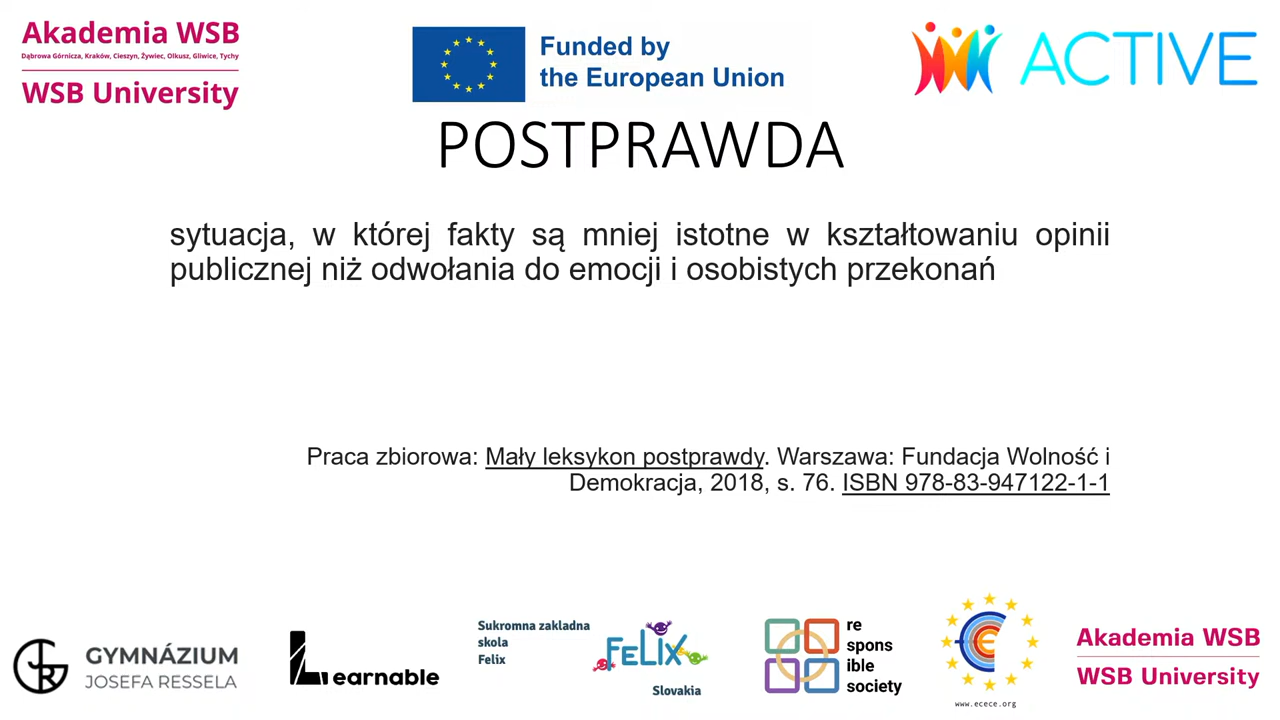 Akademia WSB
Dąbrowa Górnicza, Kraków, Cieszyn, Żywiec, Olkusz, Gliwice, Tychy
WSB University
Funded by
the European Union
ACTIVE
POSTPRAWDA
sytuacja, w której fakty są mniej istotne w kształtowaniu opinii
publicznej niż odwołania do emocji i osobistych przekonań
Praca zbiorowa: Mały leksykon postprawdy. Warszawa: Fundacja Wolność i
Demokracja, 2018, s. 76. ISBN 978-83-947122-1-1
GYMNÁZIUM
JOSEFA RESSELA
Learnable
Sukromna zakladna
skola
Felix
FELIX
Slovakia
re
spons
ible
society
www.ecece.org
Akademia WSB
WSB University